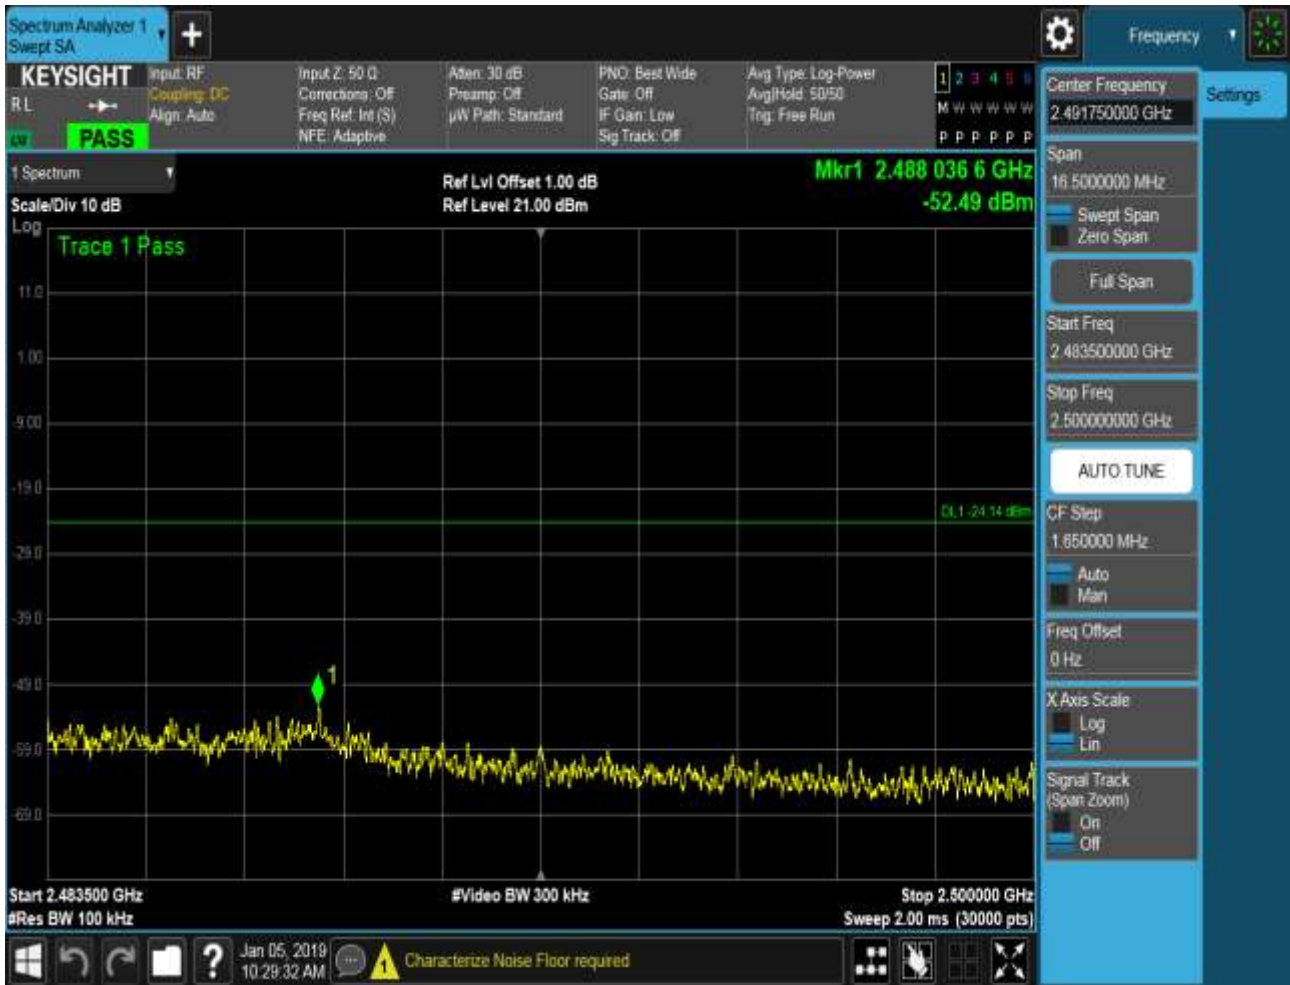 Spectrum Analyzer 1
Swept SA
+
Frequency
KEYSIGHT
RL
PASS
Input: RF
Coupling: DC
Align: Auto
Input Z: 50 Ω
Corrections: Off
Freq Ref: Int (S)
NFE: Adaptive
Atten: 30 dB
Preamp: Off
µW Path: Standard
PNO: Best Wide
Gate: Off
IF Gain: Low
Sig Track: Off
Avg Type: Log-Power
Avg|Hold: 50/50
Trig: Free Run
1 2 3 4 5 6
M W W W W W
P P P P P P
1 Spectrum
Scale/Div 10 dB
Log
Ref Lvl Offset 1.00 dB
Ref Level 21.00 dBm
Mkr1 2.488 036 6 GHz
-52.49 dBm
Trace 1 Pass
11.0
1.00
-9.00
-19.0
DL1 -24.14 dBm
-29.0
-39.0
-49.0
1
-59.0
-69.0
Start 2.483500 GHz
#Res BW 100 kHz
#Video BW 300 kHz
Stop 2.500000 GHz
Sweep 2.00 ms (30000 pts)
Jan 05, 2019
10:29:32 AM
Characterize Noise Floor required
Center Frequency
2.491750000 GHz
Settings
Span
16.5000000 MHz
Swept Span
Zero Span
Full Span
Start Freq
2.483500000 GHz
Stop Freq
2.500000000 GHz
AUTO TUNE
CF Step
1.650000 MHz
Auto
Man
Freq Offset
0 Hz
X Axis Scale
Log
Lin
Signal Track
(Span Zoom)
On
Off